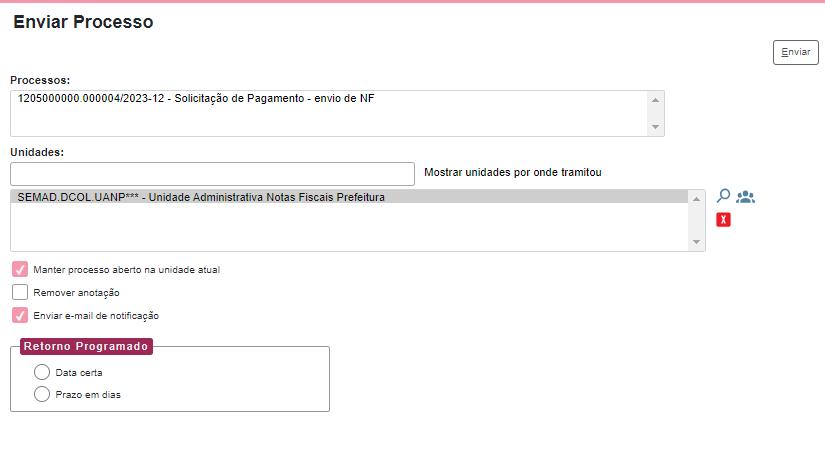 Enviar Processo
Enviar
Processos:
1205000000.000004/2023-12 - Solicitação de Pagamento - envio de NF
Unidades:
Mostrar unidades por onde tramitou
SEMAD.DCOL.UANP*** - Unidade Administrativa Notas Fiscais Prefeitura
X
Manter processo aberto na unidade atual
Remover anotação
Enviar e-mail de notificação
Retorno Programado
Data certa
Prazo em dias